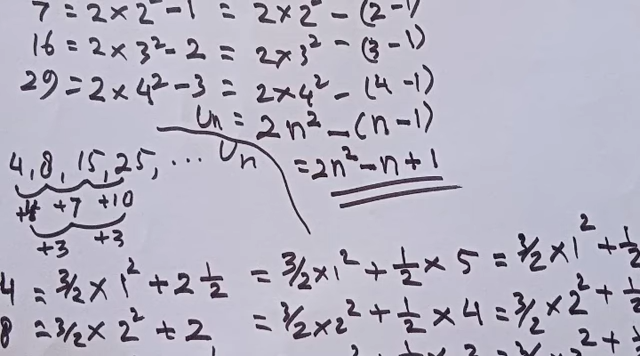 7 = 2×2² - 1 = 2×2² - (2-1)
16 = 2×3² - 2 = 2×3² - (3-1)
29 = 2×4² - 3 = 2×4² - (4-1)
Un = 2n² - (n-1)
4, 8, 15, 25, ... Un = 2n² - n + 1
+4 +7 +10
+3 +3
4 = 3/2 × 1² + 2 1/2 = 3/2 × 1² + 1/2 × 5 = 3/2 × 1² + 1/2
8 = 3/2 × 2² + 2 = 3/2 × 2² + 1/2 × 4 = 3/2 × 2² + 1/2